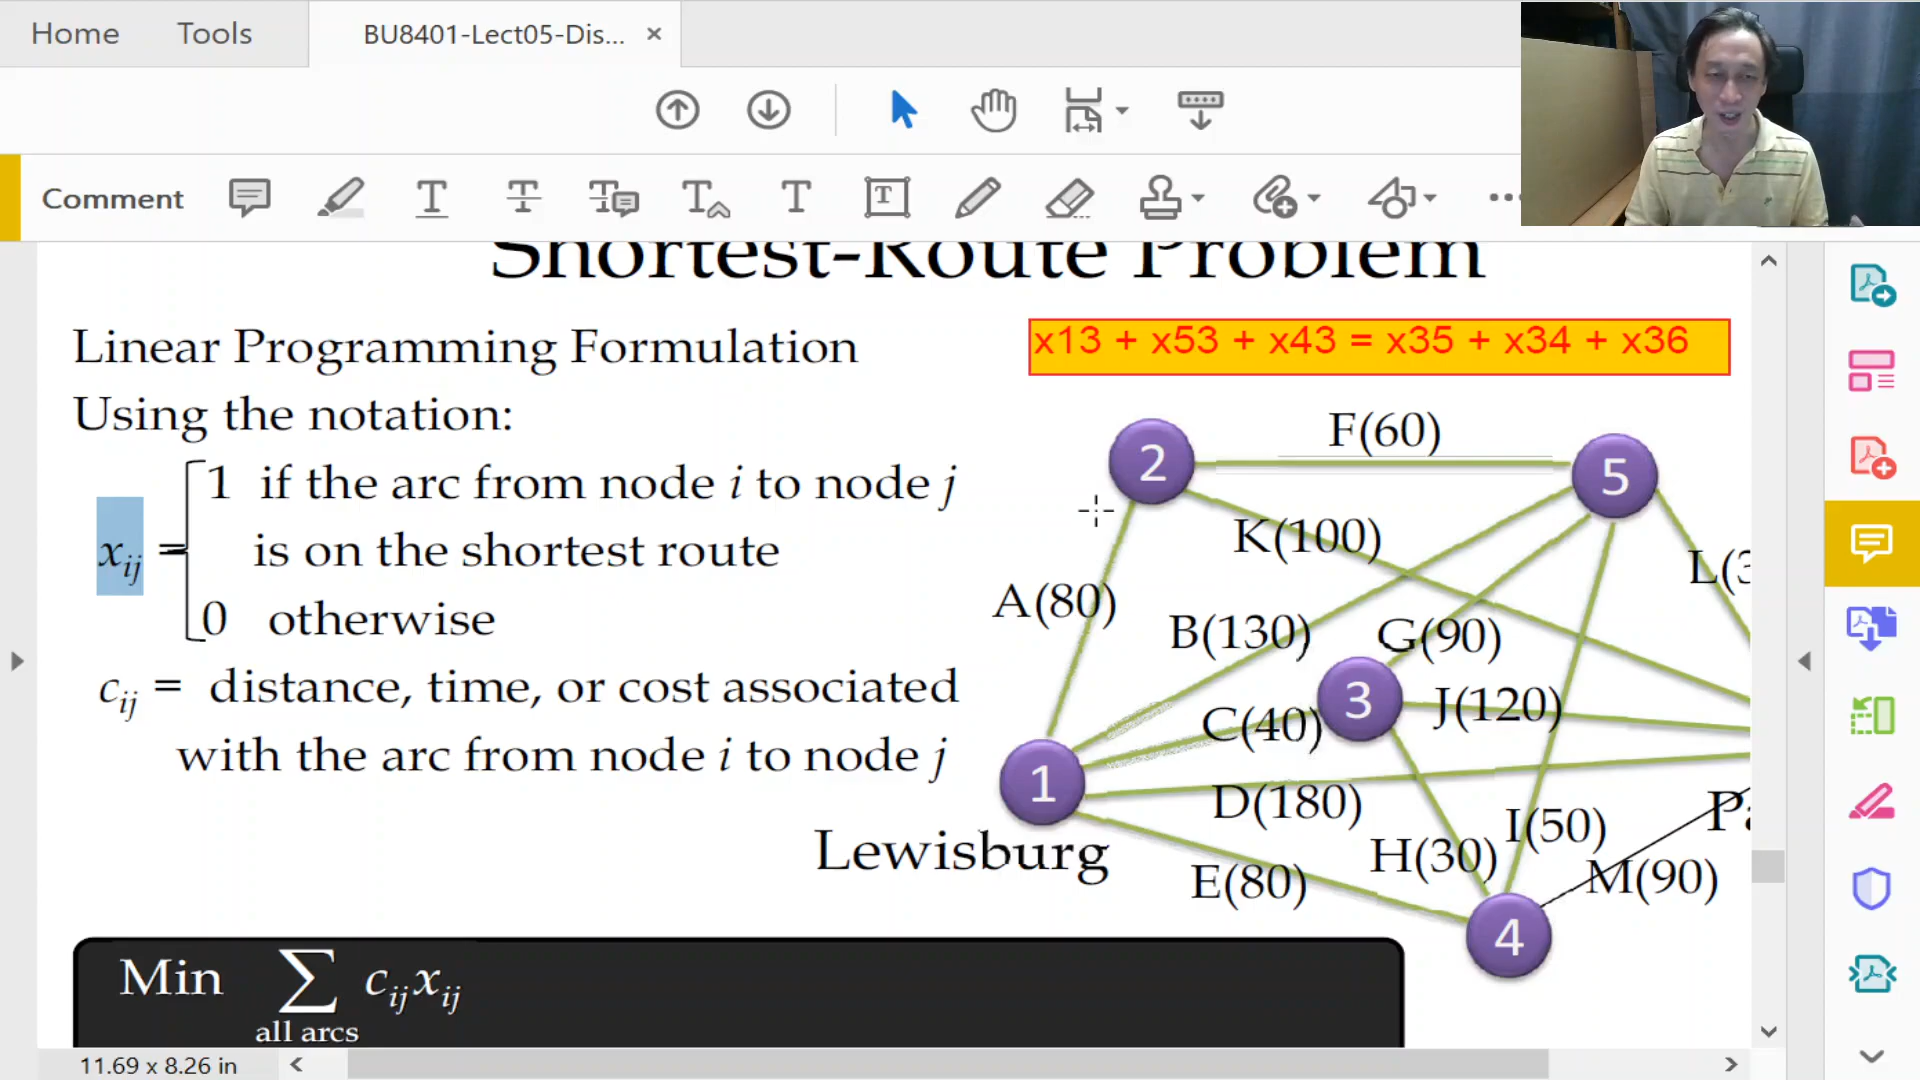 Home Tools BU8401-Lect05-Dis... ×
Comment
Shortest-Route Problem
Linear Programming Formulation
x13 + x53 + x43 = x35 + x34 + x36
Using the notation:
1 if the arc from node i to node j
xij =
is on the shortest route
0 otherwise
cij = distance, time, or cost associated
with the arc from node i to node j
2
F(60)
5
K(100)
L(3
A(80)
B(130)
G(90)
3
J(120)
C(40)
1
D(180)
Pa
I(50)
Lewisburg
H(30)
E(80)
M(90)
4
Min ∑ cij xij
all arcs
11.69 x 8.26 in